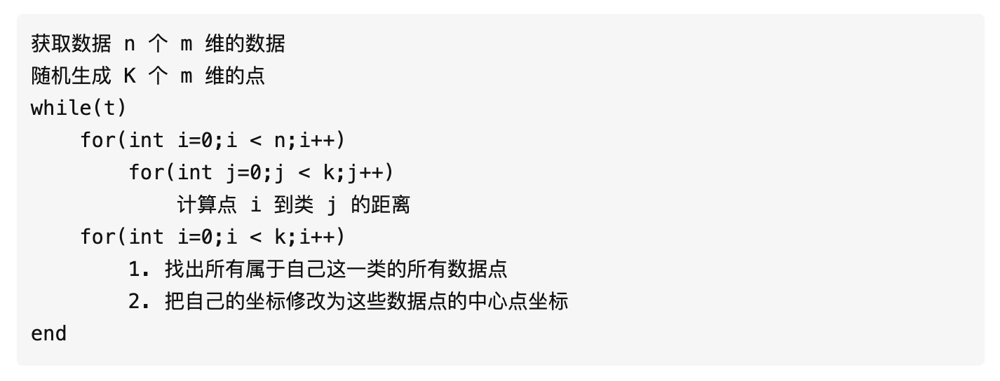 获取数据 n 个 m 维的数据
随机生成 K 个 m 维的点
while(t)
    for(int i=0;i < n;i++)
        for(int j=0;j < k;j++)
            计算点 i 到类 j 的距离
    for(int i=0;i < k;i++)
        1. 找出所有属于自己这一类的所有数据点
        2. 把自己的坐标修改为这些数据点的中心点坐标
end